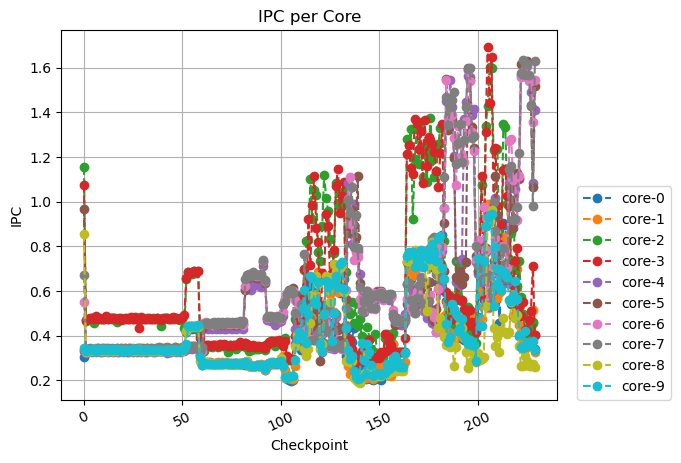 IPC per Core
IPC
1.6
1.4
1.2
1.0
0.8
0.6
0.4
0.2
0
50
100
150
200
Checkpoint
core-0
core-1
core-2
core-3
core-4
core-5
core-6
core-7
core-8
core-9